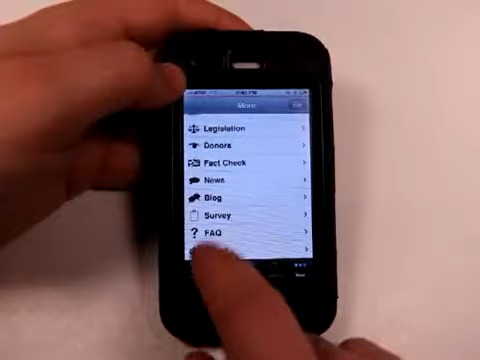 More
Legislation
Donors
Fact Check
News
Blog
Survey
FAQ